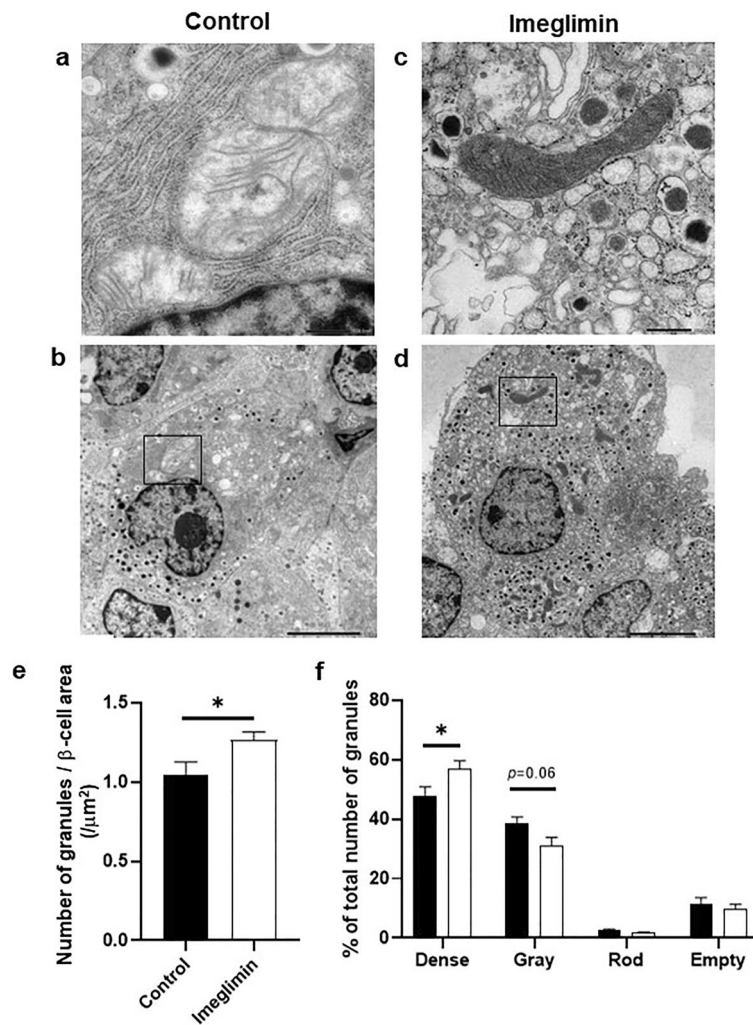 Control
Imeglimin
a
c
b
d
e
f
Number of granules / β-cell area
(/μm²)
1.5
1.0
0.5
0.0
Control
Imeglimin
% of total number of granules
80
60
40
20
0
*
*
p=0.06
Dense
Gray
Rod
Empty